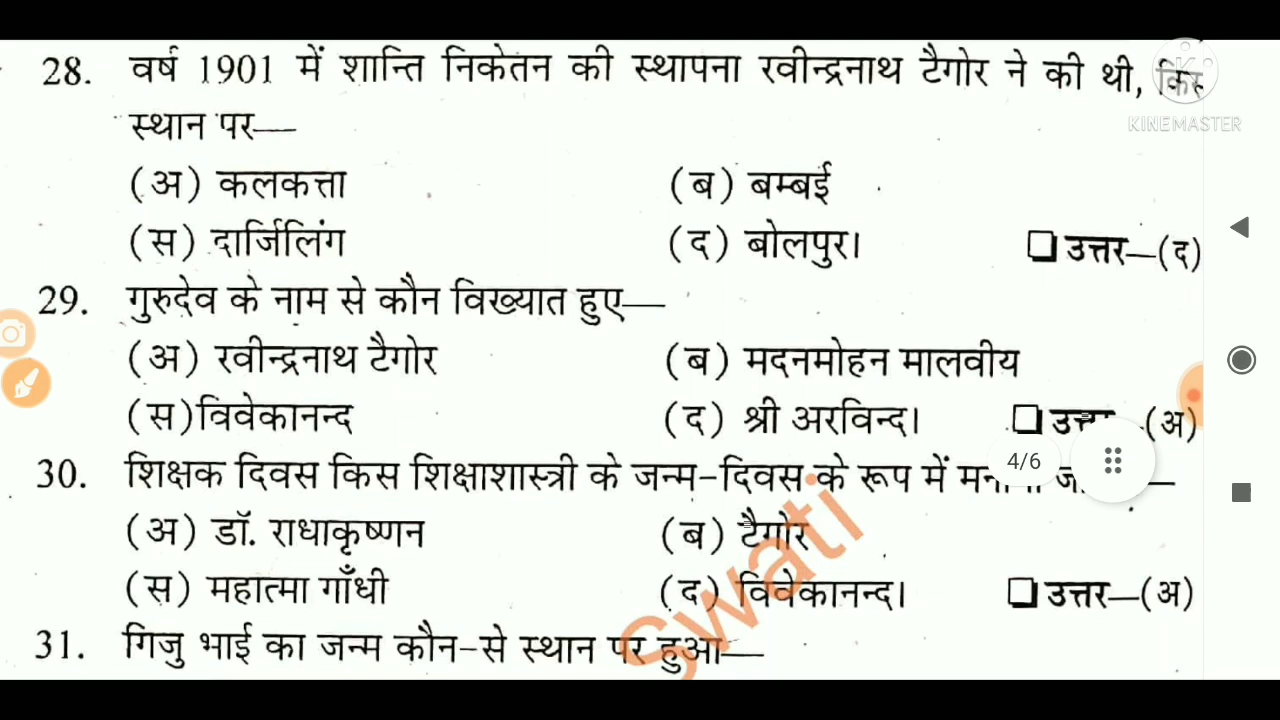 28. वर्ष 1901 में शान्ति निकेतन की स्थापना रवीन्द्रनाथ टैगोर ने की थी,
KINEMASTER
स्थान पर—
(अ) कलकत्ता (ब) बम्बई
(स) दार्जिलिंग (द) बोलपुर। ❑ उत्तर—(द)
29. गुरुदेव के नाम से कौन विख्यात हुए—
(अ) रवीन्द्रनाथ टैगोर (ब) मदनमोहन मालवीय
(स)विवेकानन्द (द) श्री अरविन्द। ❑ (अ)
4/6
30. शिक्षक दिवस किस शिक्षाशास्त्री के जन्म-दिवस के रूप में
(अ) डॉ. राधाकृष्णन (ब) टैगोर
(स) महात्मा गाँधी (द) विवेकानन्द। ❑ उत्तर—(अ)
31. गिजु भाई का जन्म कौन-से स्थान पर हुआ—
Swati